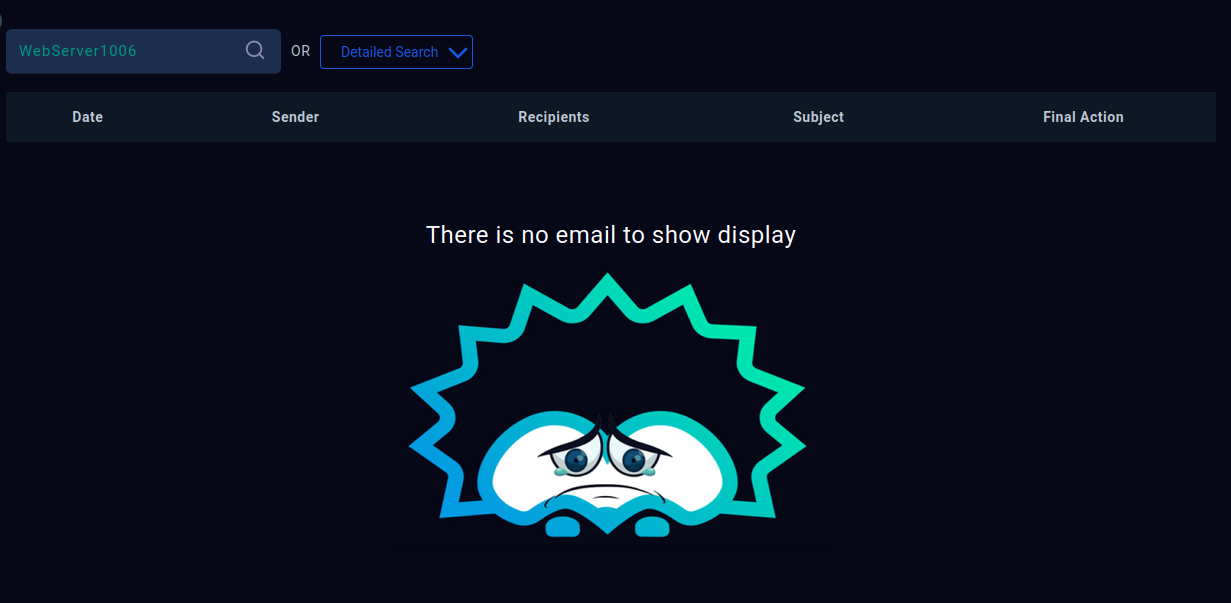 WebServer1006 OR Detailed Search
Date Sender Recipients Subject Final Action
There is no email to show display